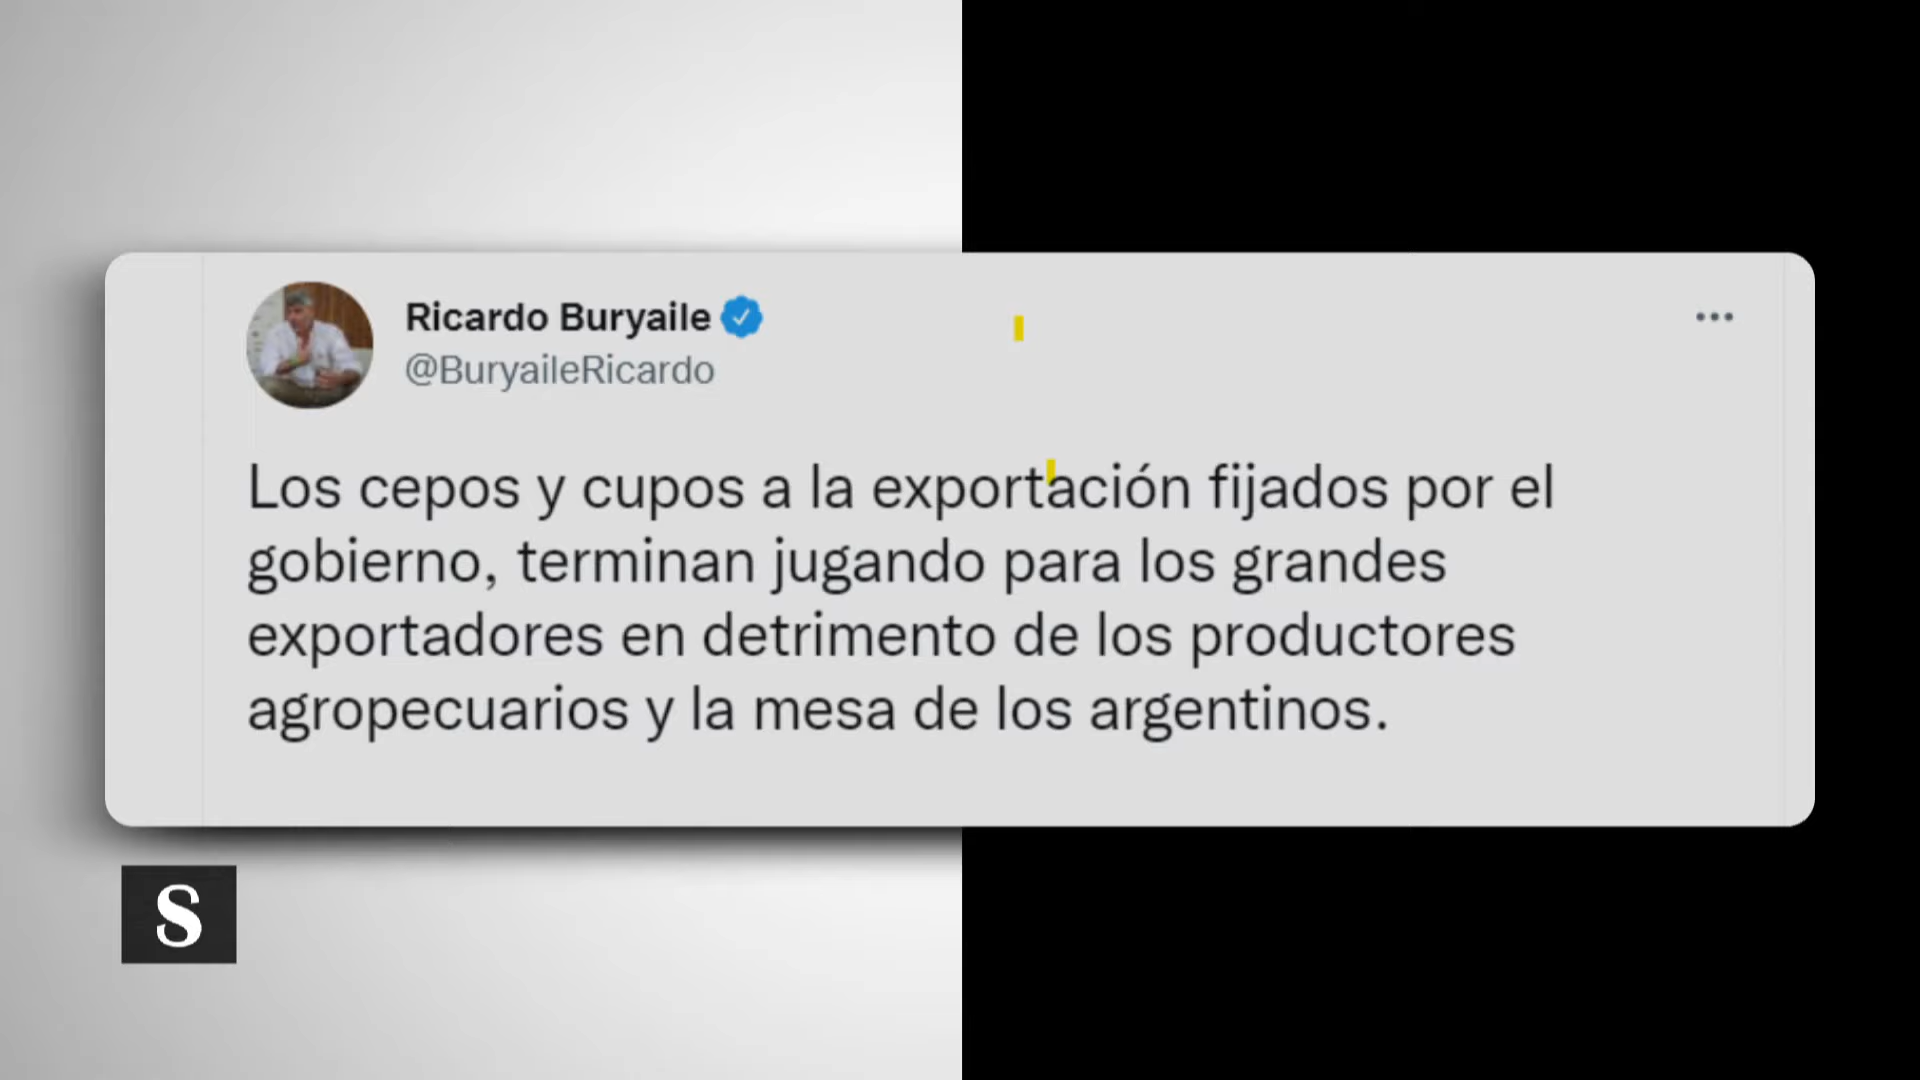 Ricardo Buryaile
@BuryaileRicardo
Los cepos y cupos a la exportación fijados por el
gobierno, terminan jugando para los grandes
exportadores en detrimento de los productores
agropecuarios y la mesa de los argentinos.
S